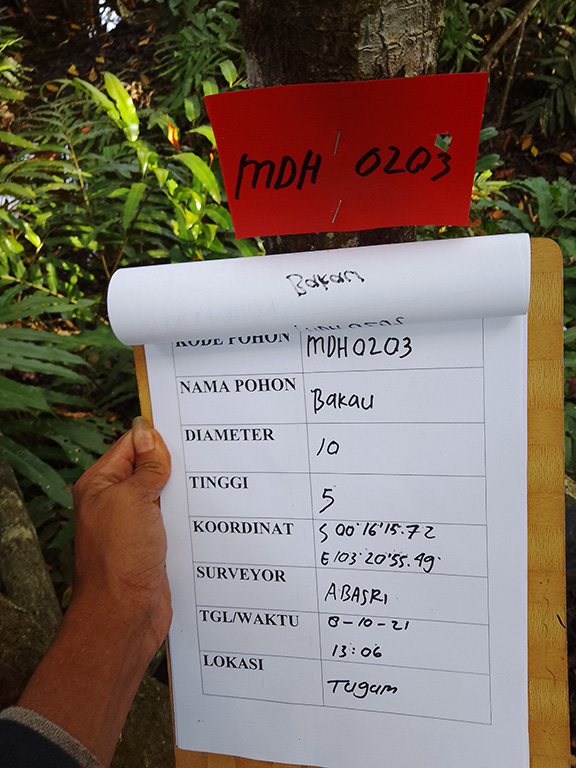 MDH 0203
Bakau
KODE POHON MDH0203
NAMA POHON Bakau
DIAMETER 10
TINGGI 5
KOORDINAT S 00°16'15.72
E103°20'55.49
SURVEYOR ABASRI
TGL/WAKTU 8-10-21
13:06
LOKASI Tugam